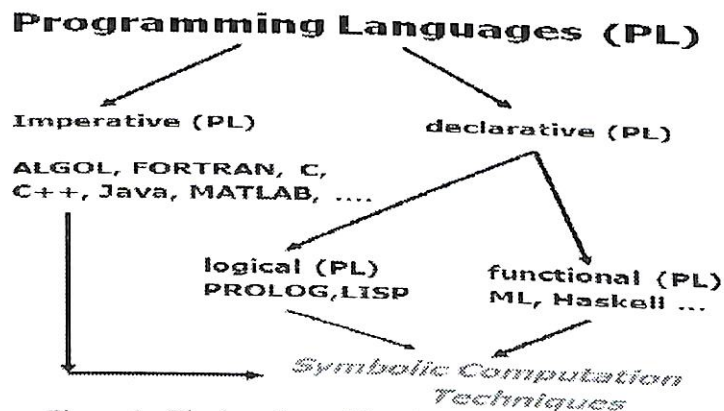 Programming Languages (PL)
Imperative (PL)
declarative (PL)
ALGOL, FORTRAN, C,
C++, Java, MATLAB, ....
logical (PL)
PROLOG,LISP
functional (PL)
ML, Haskell ...
Symbolic Computation
Techniques